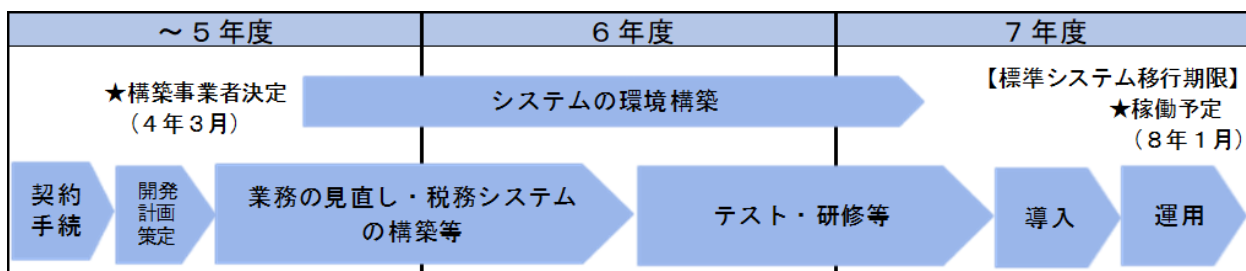 ～５年度
６年度
７年度
★構築事業者決定
（４年３月）
システムの環境構築
【標準システム移行期限】
★稼働予定
（８年１月）
契約
手続
開発
計画
策定
業務の見直し・税務システム
の構築等
テスト・研修等
導入
運用